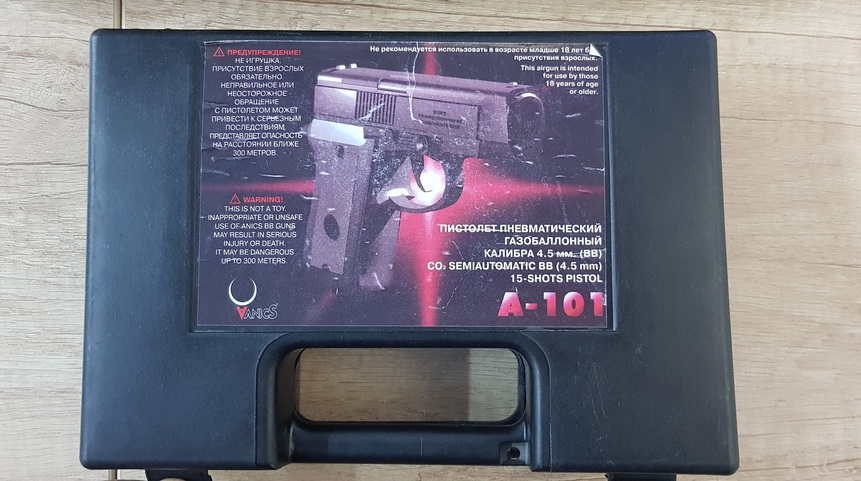 ⚠ ПРЕДУПРЕЖДЕНИЕ!
НЕ ИГРУШКА.
ПРИСУТСТВИЕ ВЗРОСЛЫХ
ОБЯЗАТЕЛЬНО.
НЕПРАВИЛЬНОЕ ИЛИ
НЕОСТОРОЖНОЕ
ОБРАЩЕНИЕ
С ПИСТОЛЕТОМ МОЖЕТ
ПРИВЕСТИ К СЕРЬЕЗНЫМ
ПОСЛЕДСТВИЯМ,
ПРЕДСТАВЛЯЕТ ОПАСНОСТЬ
НА РАССТОЯНИИ БЛИЖЕ
300 МЕТРОВ.
⚠ WARNING!
THIS IS NOT A TOY.
INAPPROPRIATE OR UNSAFE
USE OF ANICS BB GUNS
MAY RESULT IN SERIOUS
INJURY OR DEATH.
IT MAY BE DANGEROUS
UP TO 300 METERS.
ANICS
Не рекомендуется использовать в возрасте младше 18 лет
присутствия взрослых.
This airgun is intended
for use by those
18 years of age
or older.
ПИСТОЛЕТ ПНЕВМАТИЧЕСКИЙ
ГАЗОБАЛЛОННЫЙ
КАЛИБРА 4.5 мм. (BB)
CO₂ SEMIAUTOMATIC BB (4.5 mm)
15-SHOTS PISTOL
A-101